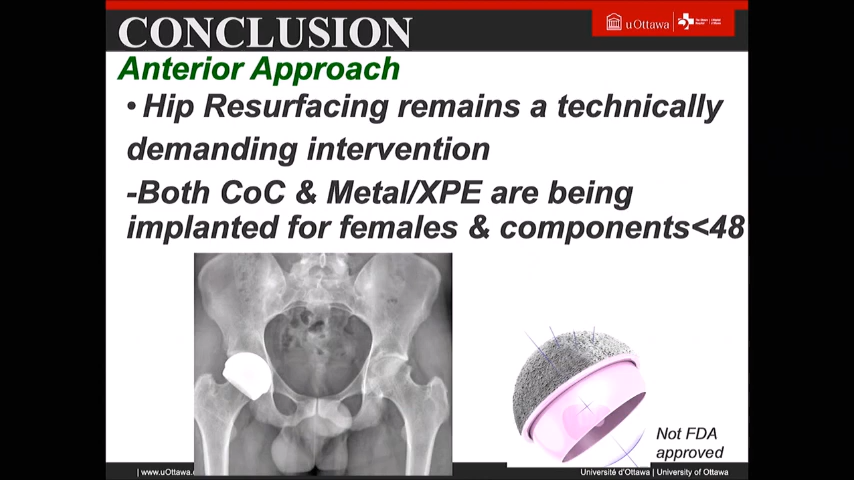 CONCLUSION
uOttawa
Anterior Approach
• Hip Resurfacing remains a technically
demanding intervention
-Both CoC & Metal/XPE are being
implanted for females & components<48
Not FDA
approved
| www.uOttawa.
Université d'Ottawa | University of Ottawa